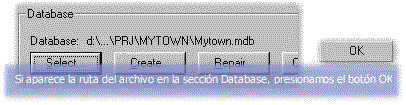 Database
Database: d:\...\PRJ\MYTOWN\Mytown.mdb
Select... Create... Repair...
OK
Si aparece la ruta del archivo en la sección Database, presionamos el botón OK